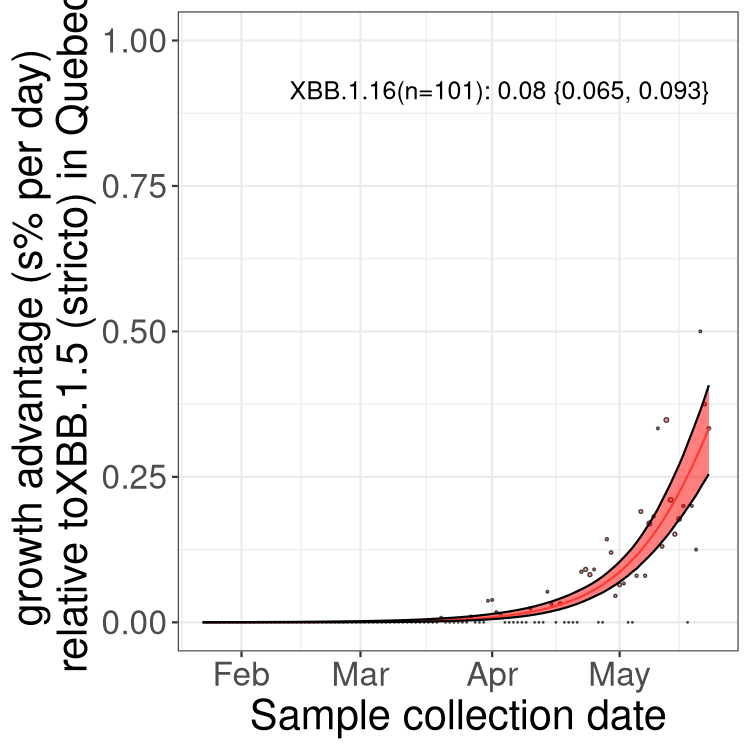 growth advantage (s% per day)
relative toXBB.1.5 (stricto) in Quebec
1.00
0.75
0.50
0.25
0.00
XBB.1.16(n=101): 0.08 {0.065, 0.093}
Feb Mar Apr May
Sample collection date